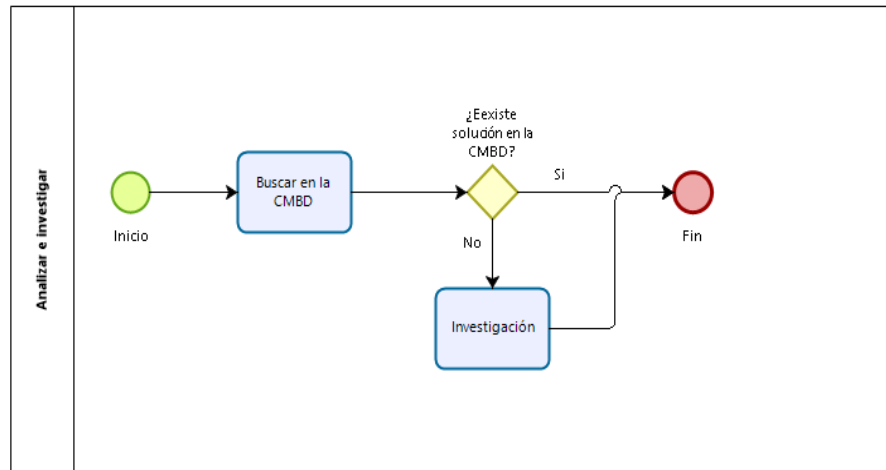 Analizar e investigar
Inicio
Buscar en la
CMBD
¿Eexiste
solución en la
CMBD?
Si
No
Investigación
Fin